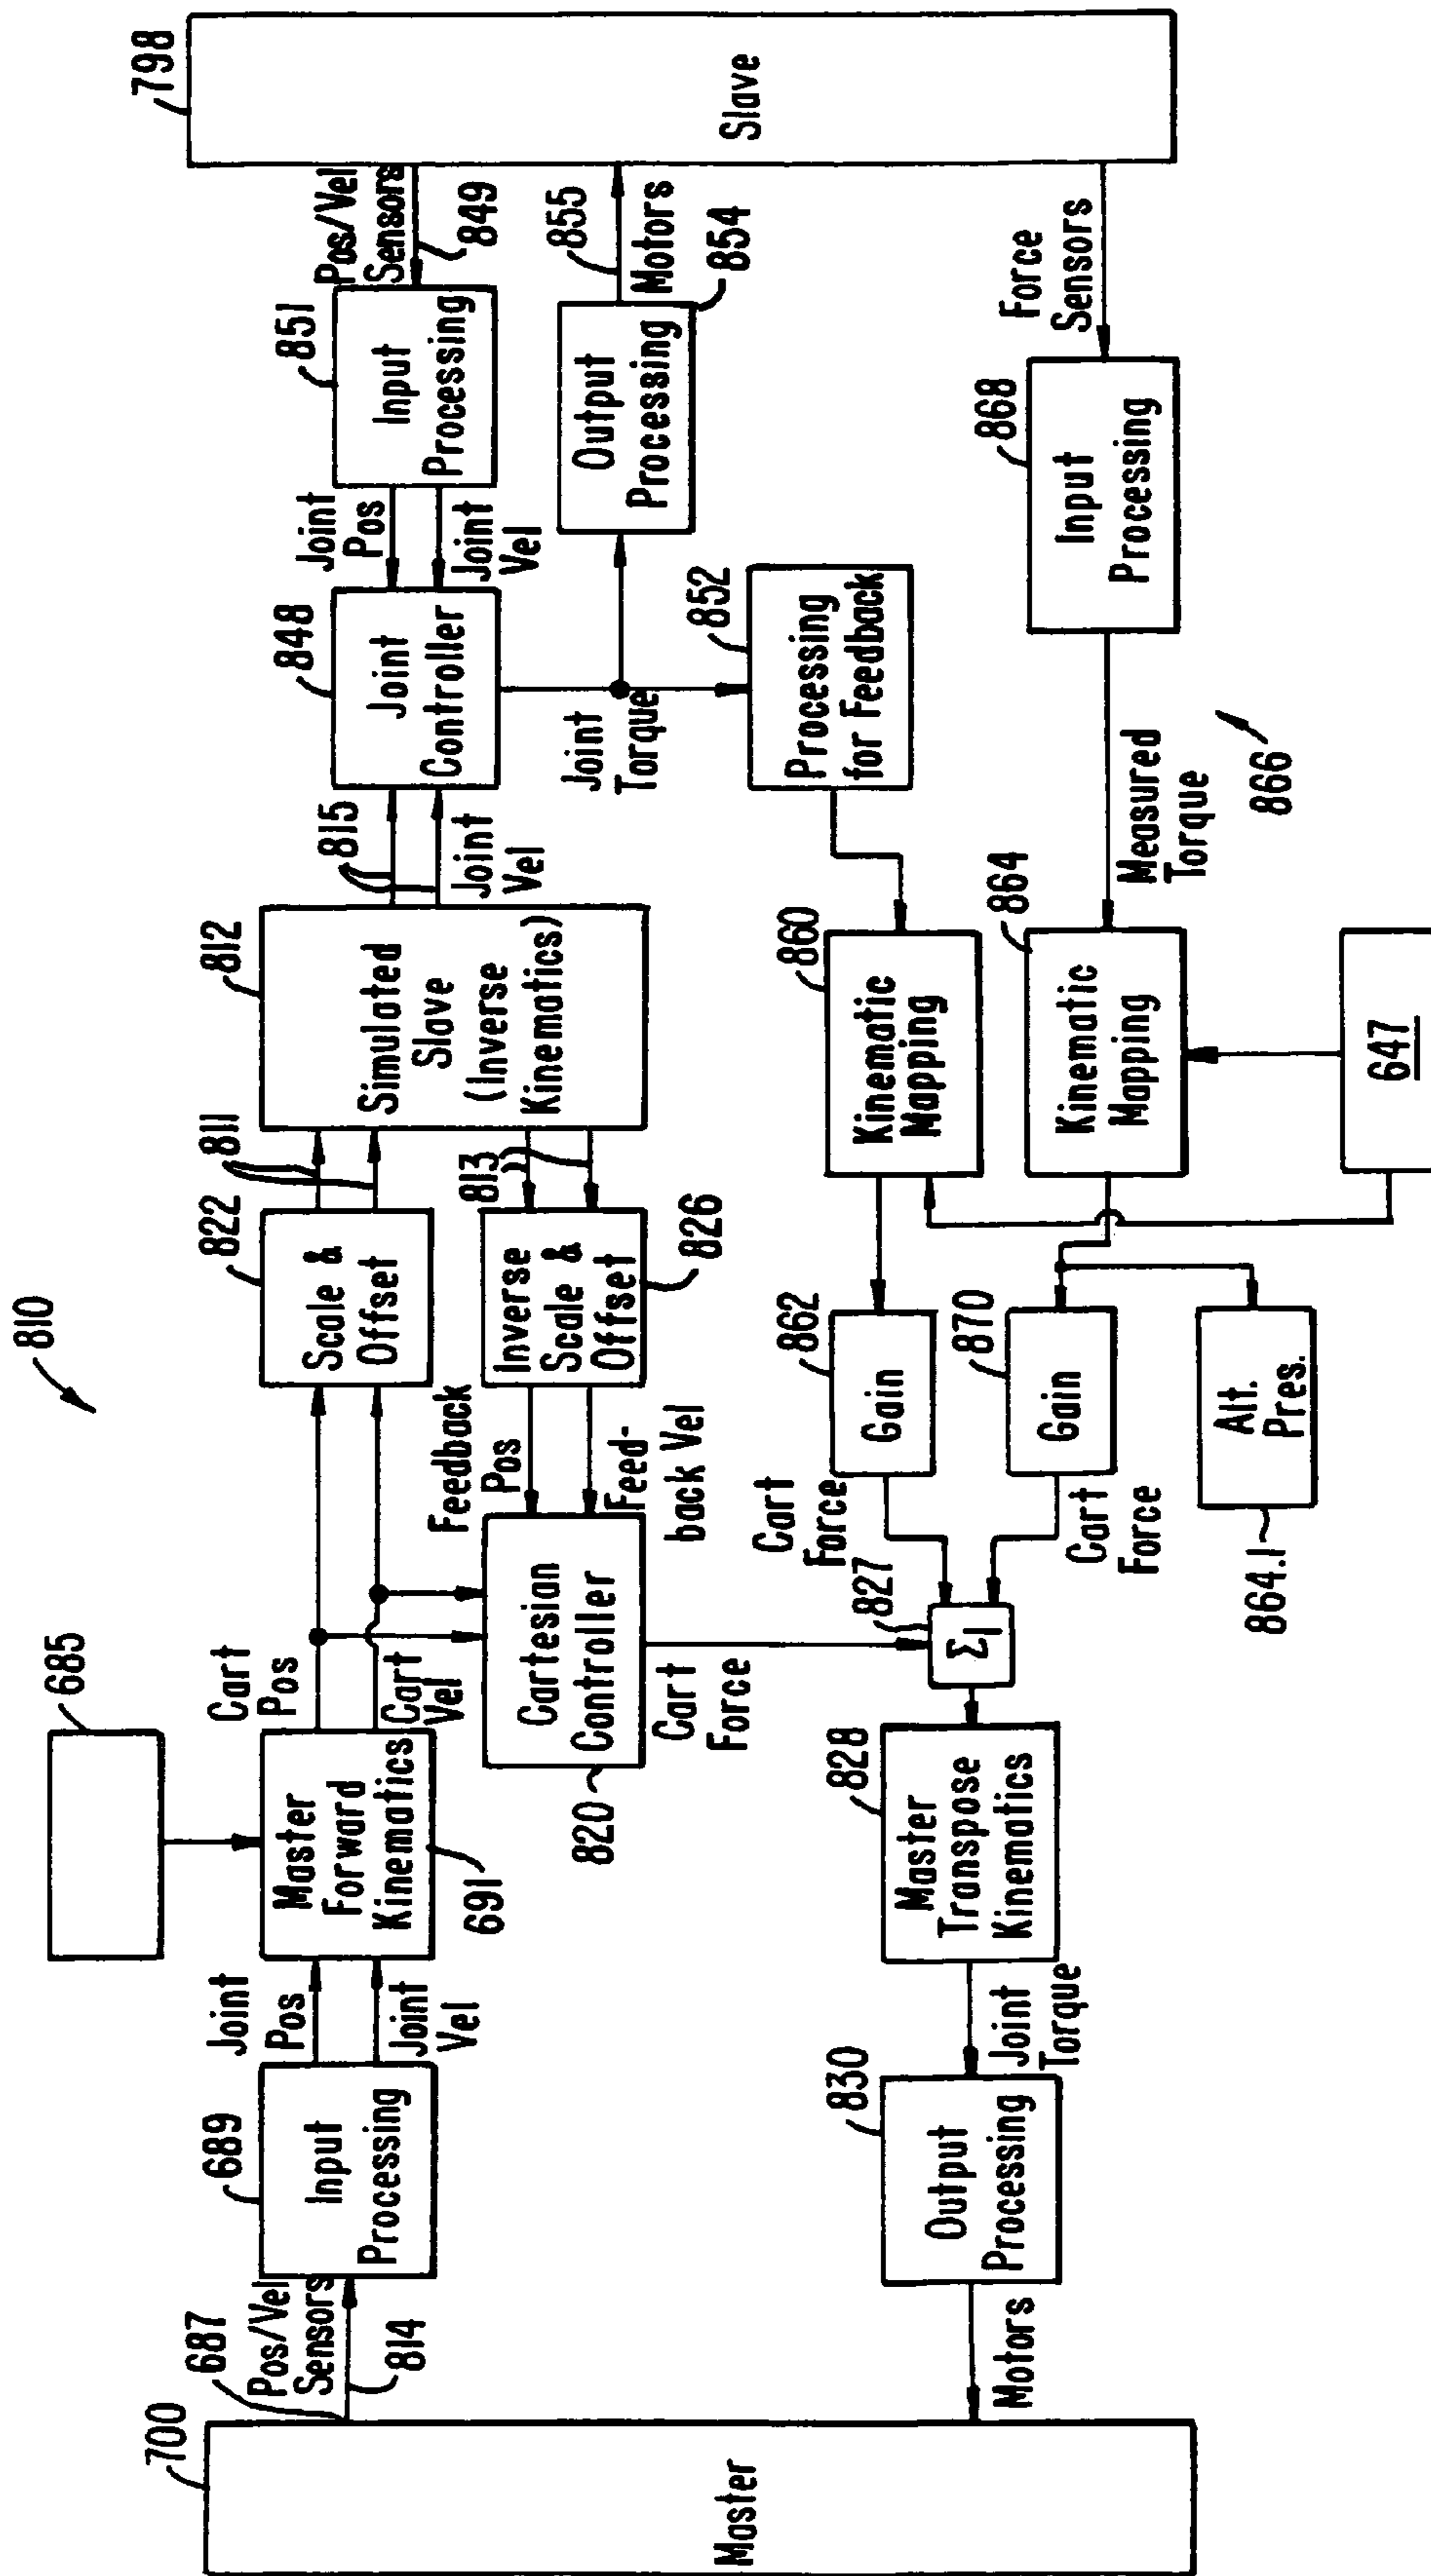 810
700
Master
687
Pos/Vel
Sensors
814
689
Input
Processing
Joint
Pos
Joint
Vel
685
Master
Forward
Kinematics
691
Cart
Pos
Cart
Vel
822
Scale &
Offset
811
812
Simulated
Slave
(Inverse
Kinematics)
815
Joint
Vel
848
Joint
Controller
Joint
Pos
Joint
Vel
851
Input
Processing
Pos/Vel
Sensors
849
798
Slave
820
Cartesian
Controller
Feedback
Pos
Feed-
back Vel
Inverse
Scale &
Offset
826
813
Cart
Force
Joint
Torque
Output
Processing
854
855
Motors
852
Processing
for Feedback
860
Kinematic
Mapping
862
Gain
Cart
Force
827
Σ1
828
Master
Transpose
Kinematics
Joint
Torque
830
Output
Processing
Motors
Cart
Force
870
Gain
864
Kinematic
Mapping
Measured
Torque
868
Input
Processing
Force
Sensors
866
Alt.
Pres.
864.1
647